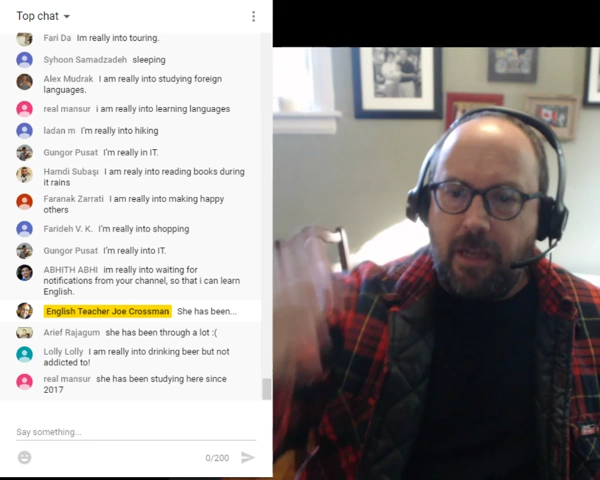 Top chat
Fari Da Im really into touring.
Syhoon Samadzadeh sleeping
Alex Mudrak I am really into studying foreign
languages.
real mansur i am really into learning languages
ladan m I'm really into hiking
Gungor Pusat I'm really in IT.
Hamdi Subaşı I am realy into reading books during
it rains
Faranak Zarrati I am really into making happy
others
Farideh V. K. I'm really into shopping
Gungor Pusat I'm really into IT.
ABHITH ABHI im really into waiting for
notifications from your channel, so that i can learn
English.
English Teacher Joe Crossman She has been...
Arief Rajagum she has been through a lot :(
Lolly Lolly I am really into drinking beer but not
addicted to!
real mansur she has been studying here since
2017
Say something...
0/200